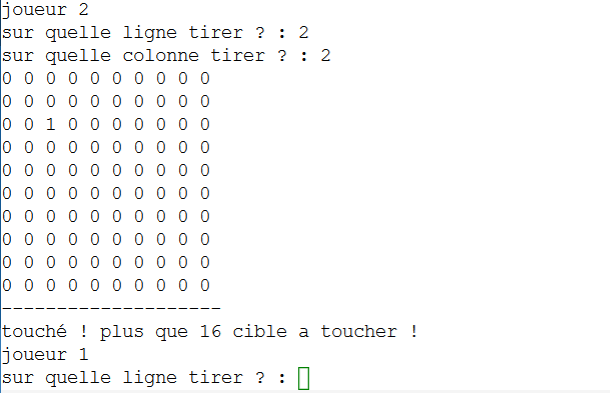 joueur 2
sur quelle ligne tirer ? : 2
sur quelle colonne tirer ? : 2
0 0 0 0 0 0 0 0 0 0
0 0 0 0 0 0 0 0 0 0
0 0 1 0 0 0 0 0 0 0
0 0 0 0 0 0 0 0 0 0
0 0 0 0 0 0 0 0 0 0
0 0 0 0 0 0 0 0 0 0
0 0 0 0 0 0 0 0 0 0
0 0 0 0 0 0 0 0 0 0
0 0 0 0 0 0 0 0 0 0
0 0 0 0 0 0 0 0 0 0
--------------------
touché ! plus que 16 cible a toucher !
joueur 1
sur quelle ligne tirer ? :